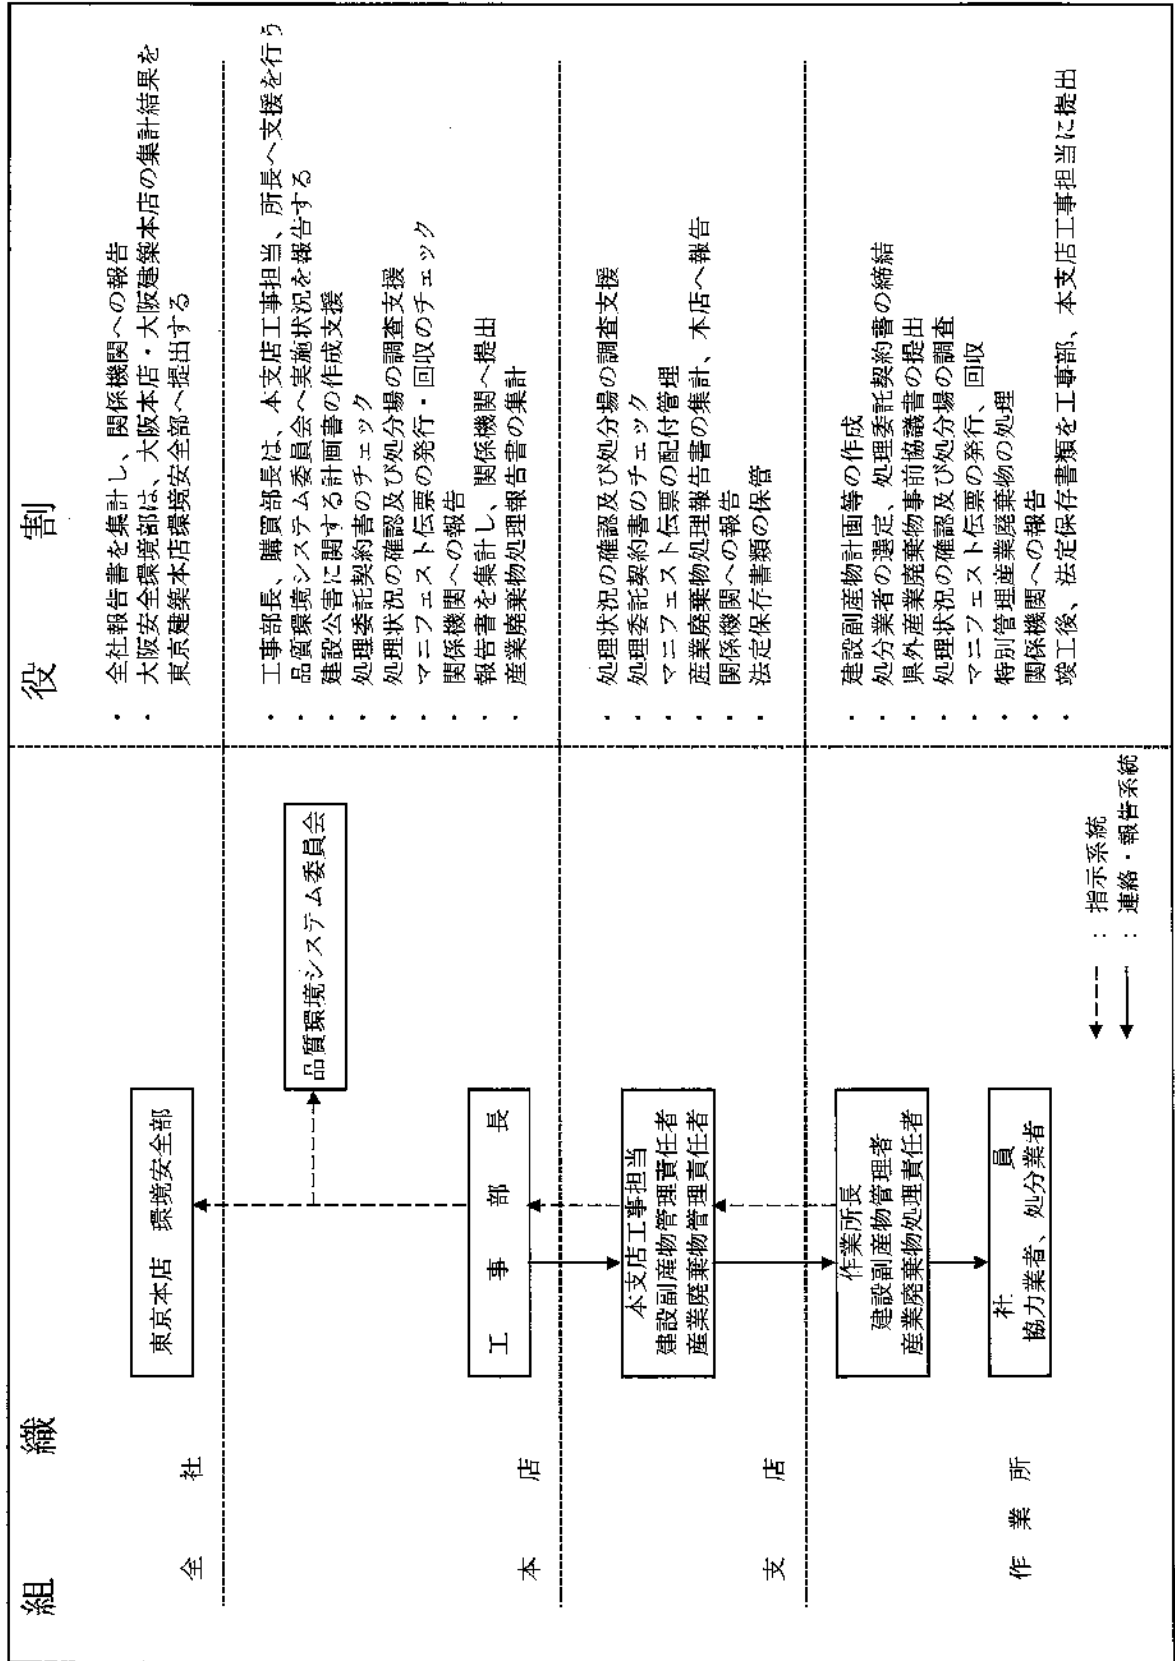 組織
役割
全社
東京本店 環境安全部
・ 全社報告書を集計し、関係機関への報告
・ 大阪安全環境部は、大阪本店・大阪建築本店の集計結果を
東京建築本店環境安全部へ提出する
本店
品質環境システム委員会
工事部長
・ 工事部長、購買部長は、本支店工事担当、所長へ支援を行う
・ 品質環境システム委員会へ実施状況を報告する
・ 建設公害に関する計画書の作成支援
・ 処理委託契約書のチェック
・ 処理状況の確認及び処分場の調査支援
・ マニフェスト伝票の発行・回収のチェック
・ 関係機関への報告
・ 報告書を集計し、関係機関へ提出
・ 産業廃棄物処理報告書の集計
支店
本支店工事担当
建設副産物管理責任者
産業廃棄物管理責任者
・ 処理状況の確認及び処分場の調査支援
・ 処理委託契約書のチェック
・ マニフェスト伝票の配付管理
・ 産業廃棄物処理報告書の集計、本店へ報告
・ 関係機関への報告
・ 法定保存書類の保管
作業所
作業所長
建設副産物管理者
産業廃棄物処理責任者
社員
協力業者、処分業者
・ 建設副産物計画等の作成
・ 処分業者の選定、処理委託契約書の締結
・ 県外産業廃棄物事前協議書の提出
・ 処理状況の確認及び処分場の調査
・ マニフェスト伝票の発行、回収
・ 特別管理産業廃棄物の処理
・ 関係機関への報告
・ 竣工後、法定保存書類を工事部、本支店工事担当に提出
: 指示系統
: 連絡・報告系統